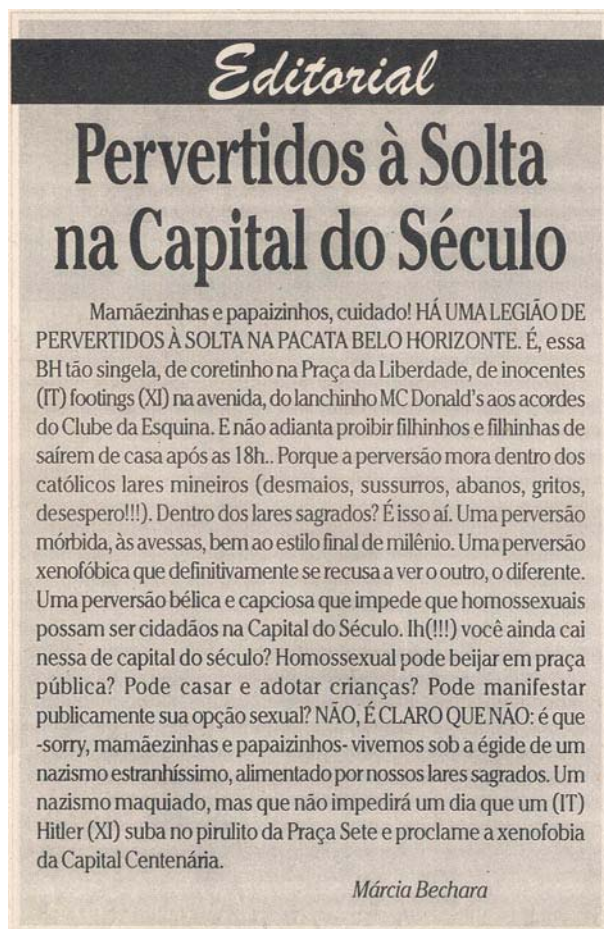 Editorial
Pervertidos à Solta
na Capital do Século
Mamãezinhas e papaizinhos, cuidado! HÁ UMA LEGIÃO DE
PERVERTIDOS À SOLTA NA PACATA BELO HORIZONTE. É, essa
BH tão singela, de coretinho na Praça da Liberdade, de inocentes
(IT) footings (XI) na avenida, do lanchinho MC Donald's aos acordes
do Clube da Esquina. E não adianta proibir filhinhos e filhinhas de
saírem de casa após as 18h.. Porque a perversão mora dentro dos
católicos lares mineiros (desmaios, sussurros, abanos, gritos,
desespero!!!). Dentro dos lares sagrados? É isso aí. Uma perversão
mórbida, às avessas, bem ao estilo final de milênio. Uma perversão
xenofóbica que definitivamente se recusa a ver o outro, o diferente.
Uma perversão bélica e capciosa que impede que homossexuais
possam ser cidadãos na Capital do Século. Ih(!!!) você ainda cai
nessa de capital do século? Homossexual pode beijar em praça
pública? Pode casar e adotar crianças? Pode manifestar
publicamente sua opção sexual? NÃO, É CLARO QUE NÃO: é que
-sorry, mamãezinhas e papaizinhos- vivemos sob a égide de um
nazismo estranhíssimo, alimentado por nossos lares sagrados. Um
nazismo maquiado, mas que não impedirá um dia que um (IT)
Hitler (XI) suba no pirulito da Praça Sete e proclame a xenofobia
da Capital Centenária.
Márcia Bechara